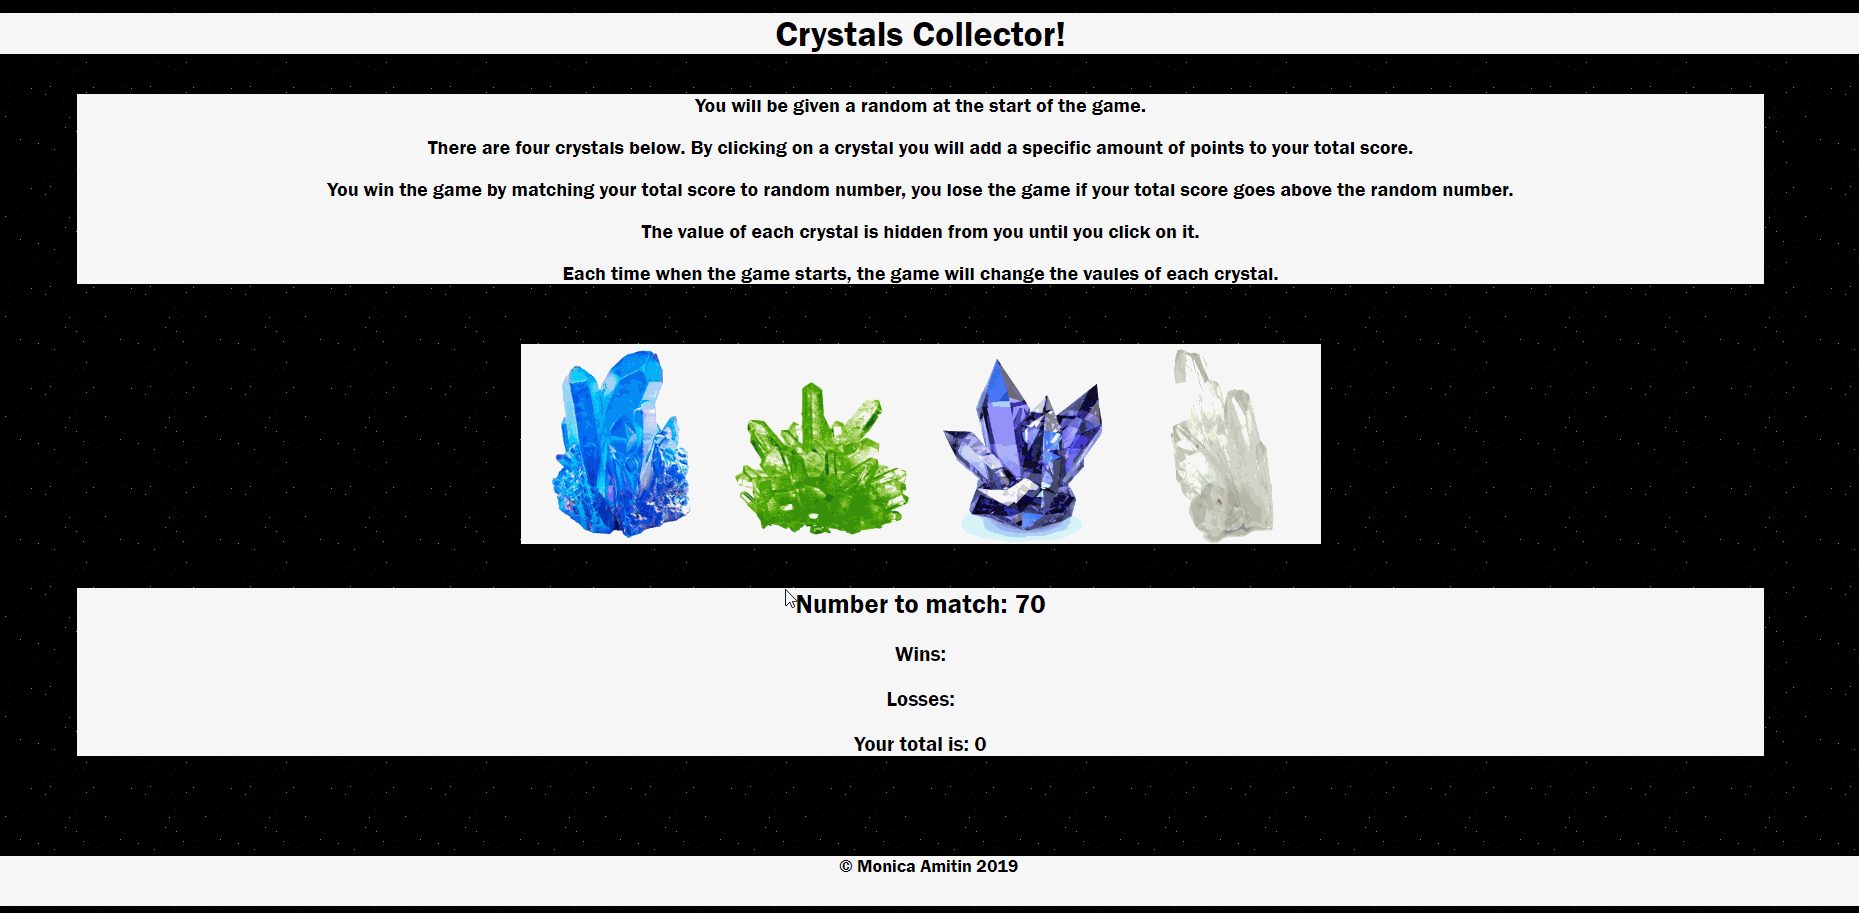 Crystals Collector!
You will be given a random at the start of the game.
There are four crystals below. By clicking on a crystal you will add a specific amount of points to your total score.
You win the game by matching your total score to random number, you lose the game if your total score goes above the random number.
The value of each crystal is hidden from you until you click on it.
Each time when the game starts, the game will change the vaules of each crystal.
Number to match: 70
Wins:
Losses:
Your total is: 0
© Monica Amitin 2019